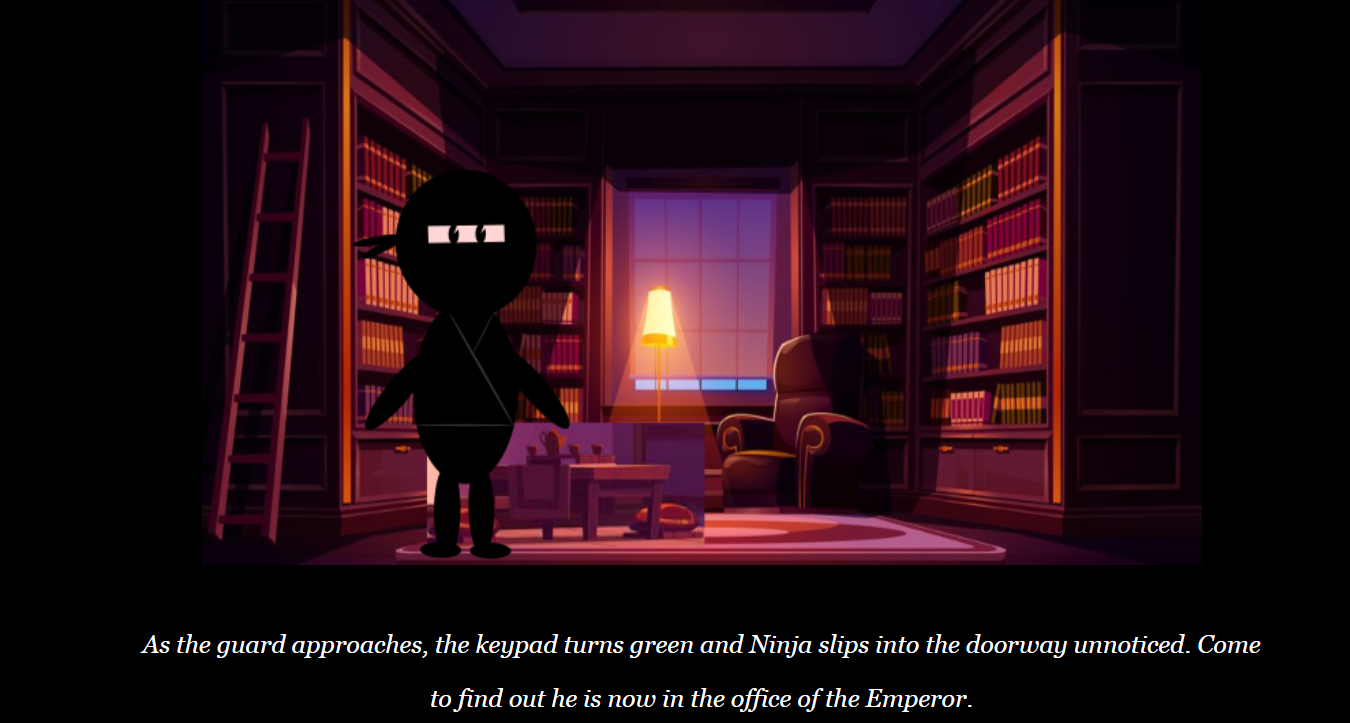 As the guard approaches, the keypad turns green and Ninja slips into the doorway unnoticed. Come
to find out he is now in the office of the Emperor.